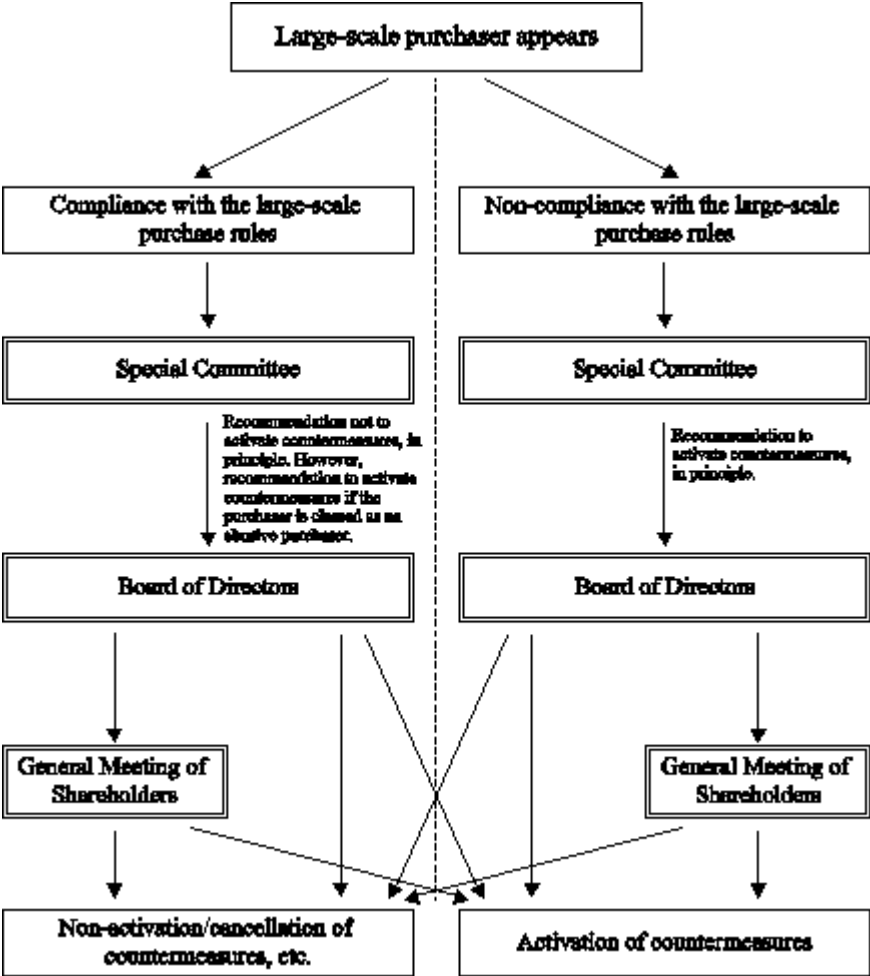 Large-scale purchaser appears
Compliance with the large-scale
purchase rules
Non-compliance with the large-scale
purchase rules
Special Committee
Special Committee
Recommendation not to
activate countermeasures, in
principle. However,
recommendation to activate
countermeasures if the
purchaser is classed as an
abusive purchaser.
Recommendation to
activate countermeasures,
in principle.
Board of Directors
Board of Directors
General Meeting of
Shareholders
General Meeting of
Shareholders
Non-activation/cancellation of
countermeasures, etc.
Activation of countermeasures